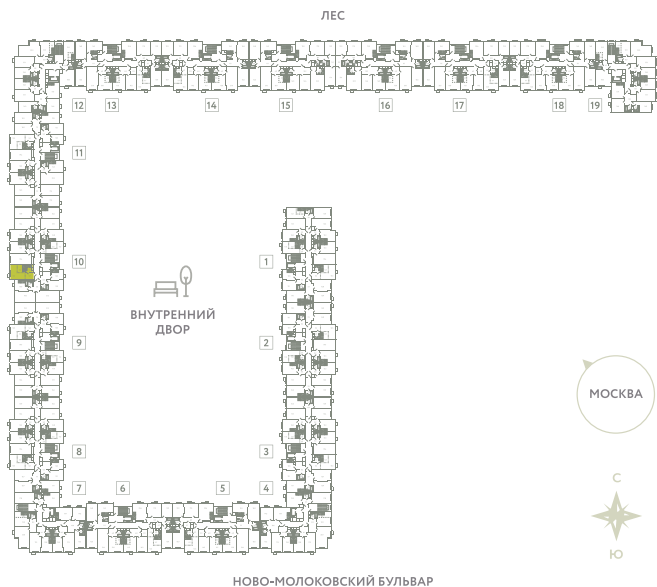 ЛЕС
12 13 14 15 16 17 18 19
11
10 1
ВНУТРЕННИЙ
ДВОР
9 2
МОСКВА
8 3
7 6 5 4
С
Ю
НОВО-МОЛОКОВСКИЙ БУЛЬВАР